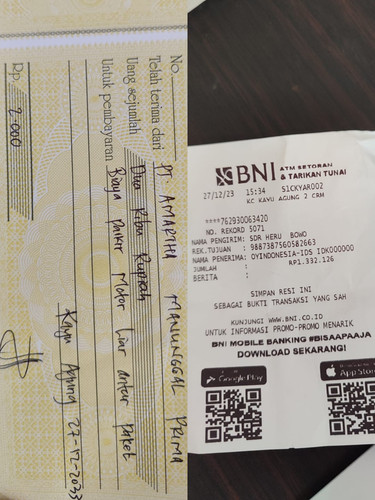 No.
Telah terima dari PT. AMARTHA MANUNGGAL PRIMA
Uang sejumlah Dua Ribu Rupiah
Untuk pembayaran Biaya Parkir Motor Liar antar Paket
Kayu Agung 27-12-2023
Rp. 2.000
BNI ATM SETORAN & TARIKAN TUNAI
27/12/23 15:34 S1CKYAR002
KC KAYU AGUNG 2 CRM
****762930063420
NO. REKORD 5071
NAMA PENGIRIM: SDR HERU BOWO
REK.TUJUAN : 9887387560582663
NAMA PENERIMA: OYINDONESIA-IDS IDK000000
JUMLAH : RP1.332.126
BERITA :
SIMPAN RESI INI
SEBAGAI BUKTI TRANSAKSI YANG SAH
KUNJUNGI WWW.BNI.CO.ID
UNTUK INFORMASI PROMO-PROMO MENARIK
BNI MOBILE BANKING #BISAAPAAJA
DOWNLOAD SEKARANG!
Google Play
App Store